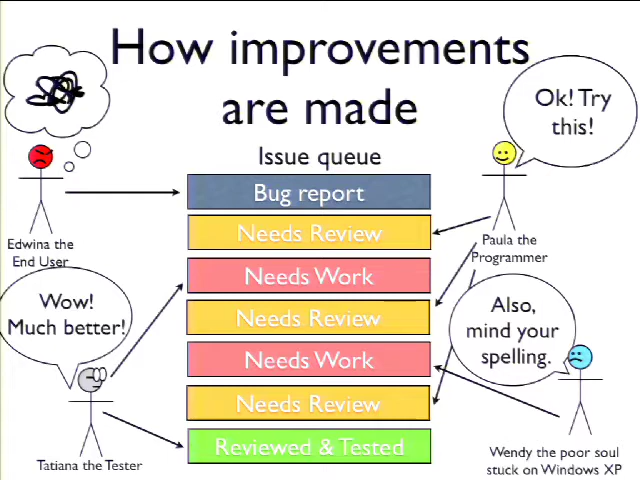 How improvements
are made
Ok! Try
this!
Issue queue
Bug report
Needs Review
Needs Work
Needs Review
Needs Work
Needs Review
Reviewed & Tested
Edwina the
End User
Paula the
Programmer
Wow!
Much better!
Also,
mind your
spelling.
Tatiana the Tester
Wendy the poor soul
stuck on Windows XP